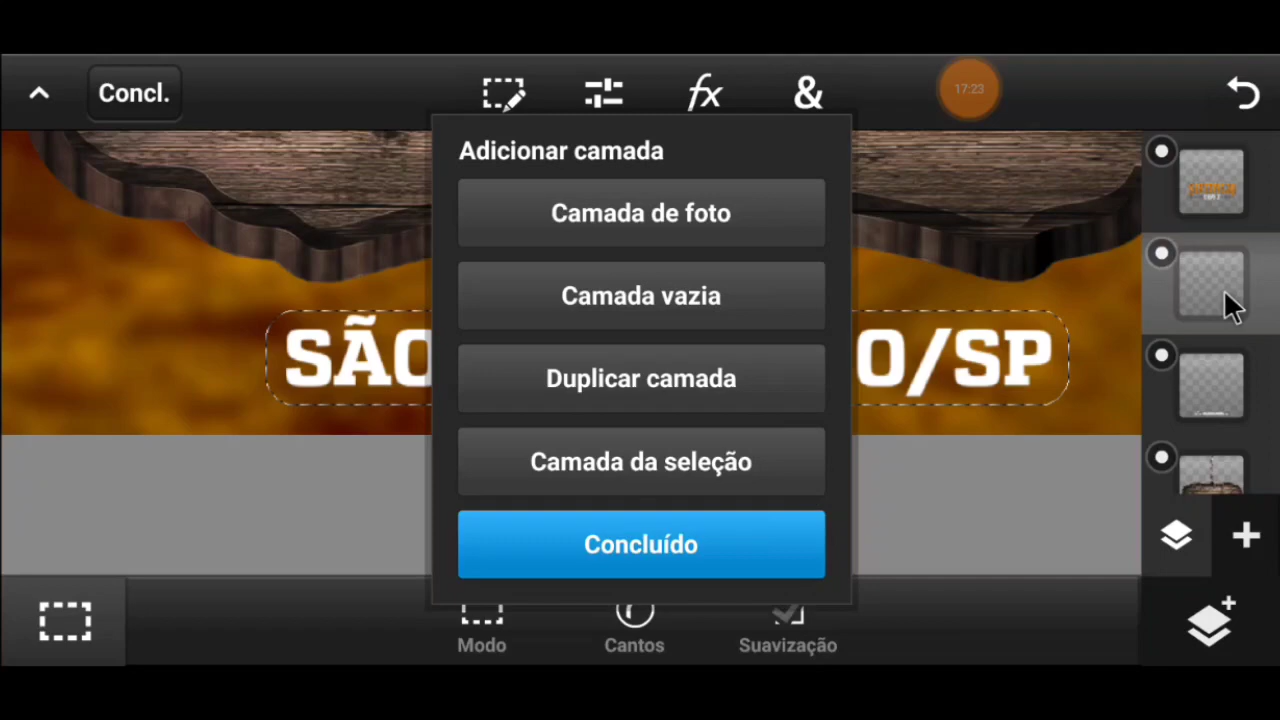 Concl.
fx
&
17:23
Adicionar camada
Camada de foto
Camada vazia
SÃO
O/SP
Duplicar camada
Camada da seleção
Concluído
Modo
Cantos
Suavização